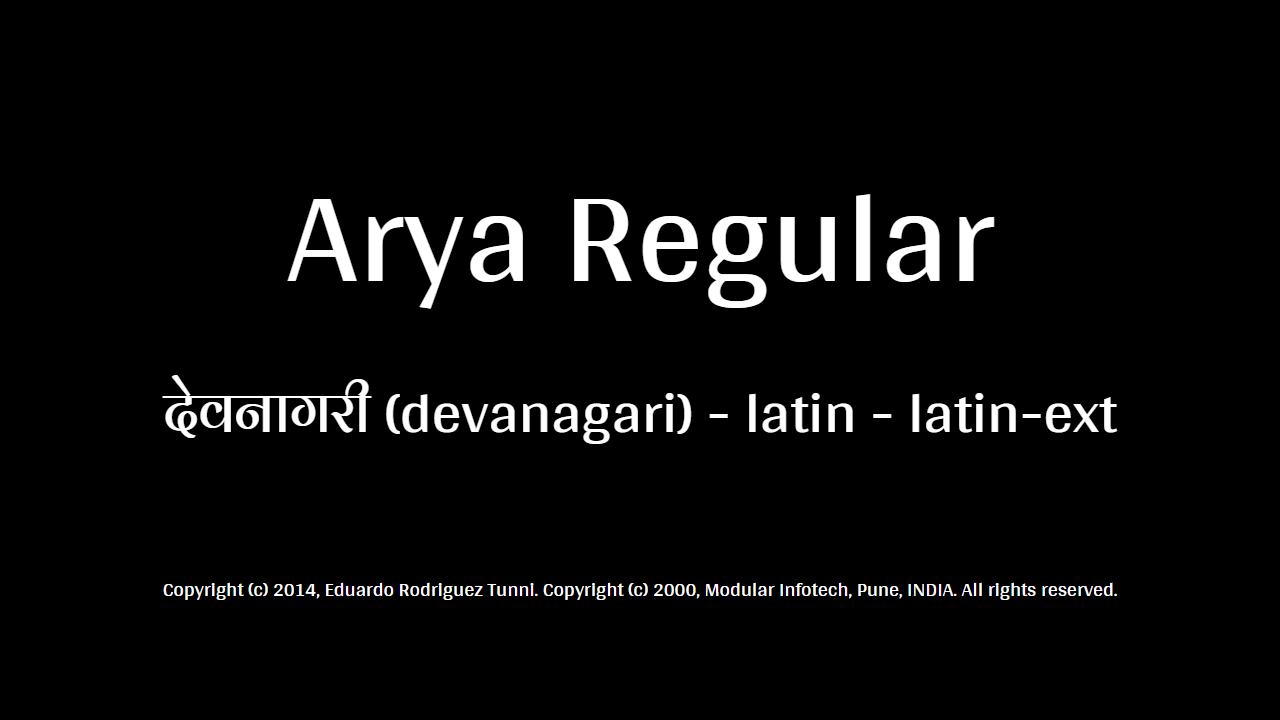 Arya Regular
देवनागरी (devanagari) - latin - latin-ext
Copyright (c) 2014, Eduardo Rodriguez Tunni. Copyright (c) 2000, Modular Infotech, Pune, INDIA. All rights reserved.